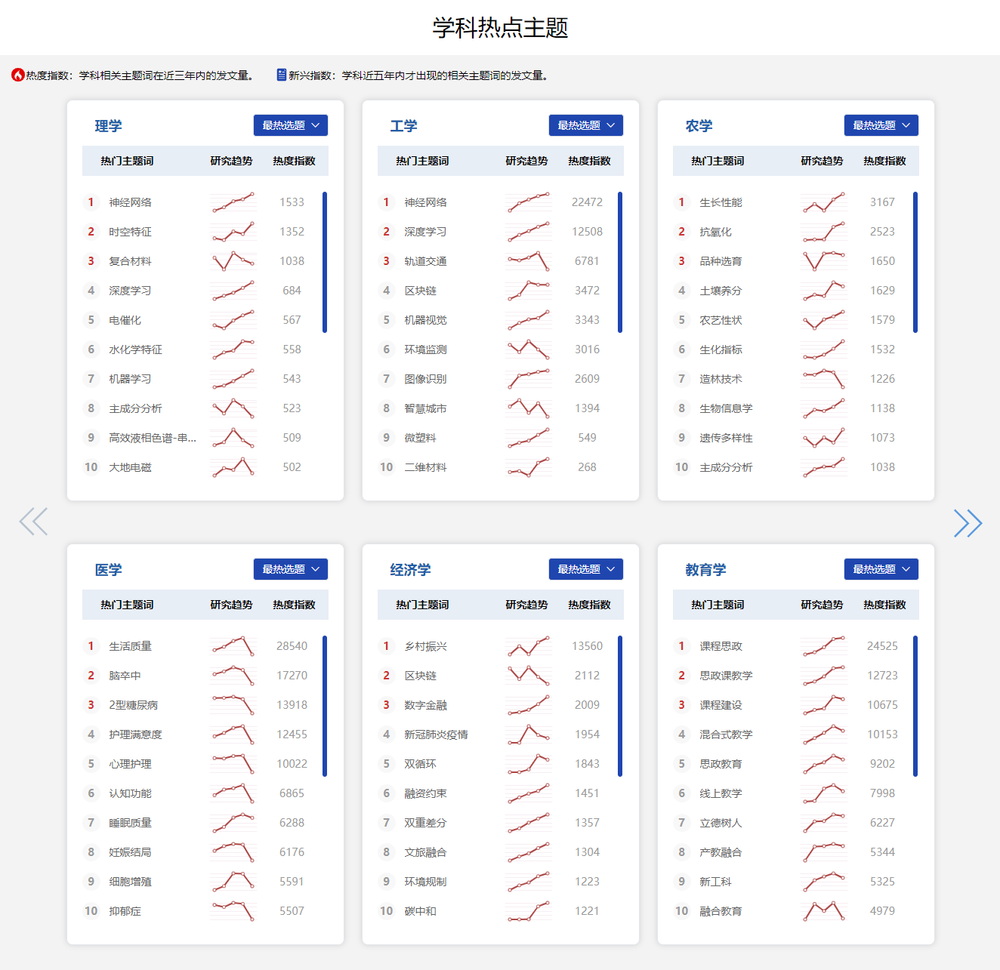 学科热点主题
热度指数：学科相关主题词在近三年内的发文量。 新兴指数：学科近五年内才出现的相关主题词的发文量。
理学 最热选题
热门主题词 研究趋势 热度指数
1 神经网络 1533
2 时空特征 1352
3 复合材料 1038
4 深度学习 684
5 电催化 567
6 水化学特征 558
7 机器学习 543
8 主成分分析 523
9 高效液相色谱-串... 509
10 大地电磁 502
工学 最热选题
热门主题词 研究趋势 热度指数
1 神经网络 22472
2 深度学习 12508
3 轨道交通 6781
4 区块链 3472
5 机器视觉 3343
6 环境监测 3016
7 图像识别 2609
8 智慧城市 1394
9 微塑料 549
10 二维材料 268
农学 最热选题
热门主题词 研究趋势 热度指数
1 生长性能 3167
2 抗氧化 2523
3 品种选育 1650
4 土壤养分 1629
5 农艺性状 1579
6 生化指标 1532
7 造林技术 1226
8 生物信息学 1138
9 遗传多样性 1073
10 主成分分析 1038
医学 最热选题
热门主题词 研究趋势 热度指数
1 生活质量 28540
2 脑卒中 17270
3 2型糖尿病 13918
4 护理满意度 12455
5 心理护理 10022
6 认知功能 6865
7 睡眠质量 6288
8 妊娠结局 6176
9 细胞增殖 5591
10 抑郁症 5507
经济学 最热选题
热门主题词 研究趋势 热度指数
1 乡村振兴 13560
2 区块链 2112
3 数字金融 2009
4 新冠肺炎疫情 1954
5 双循环 1843
6 融资约束 1451
7 双重差分 1357
8 文旅融合 1304
9 环境规制 1223
10 碳中和 1221
教育学 最热选题
热门主题词 研究趋势 热度指数
1 课程思政 24525
2 思政课教学 12723
3 课程建设 10675
4 混合式教学 10153
5 思政教育 9202
6 线上教学 7998
7 立德树人 6227
8 产教融合 5344
9 新工科 5325
10 融合教育 4979